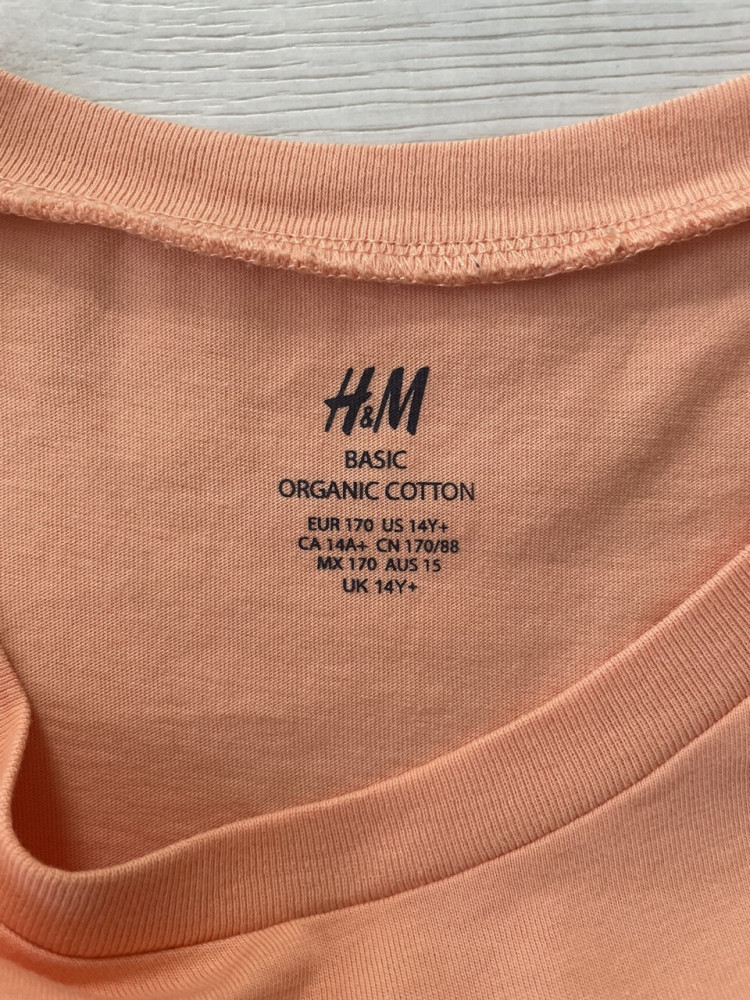 H&M
BASIC
ORGANIC COTTON
EUR 170 US 14Y+
CA 14A+ CN 170/88
MX 170 AUS 15
UK 14Y+